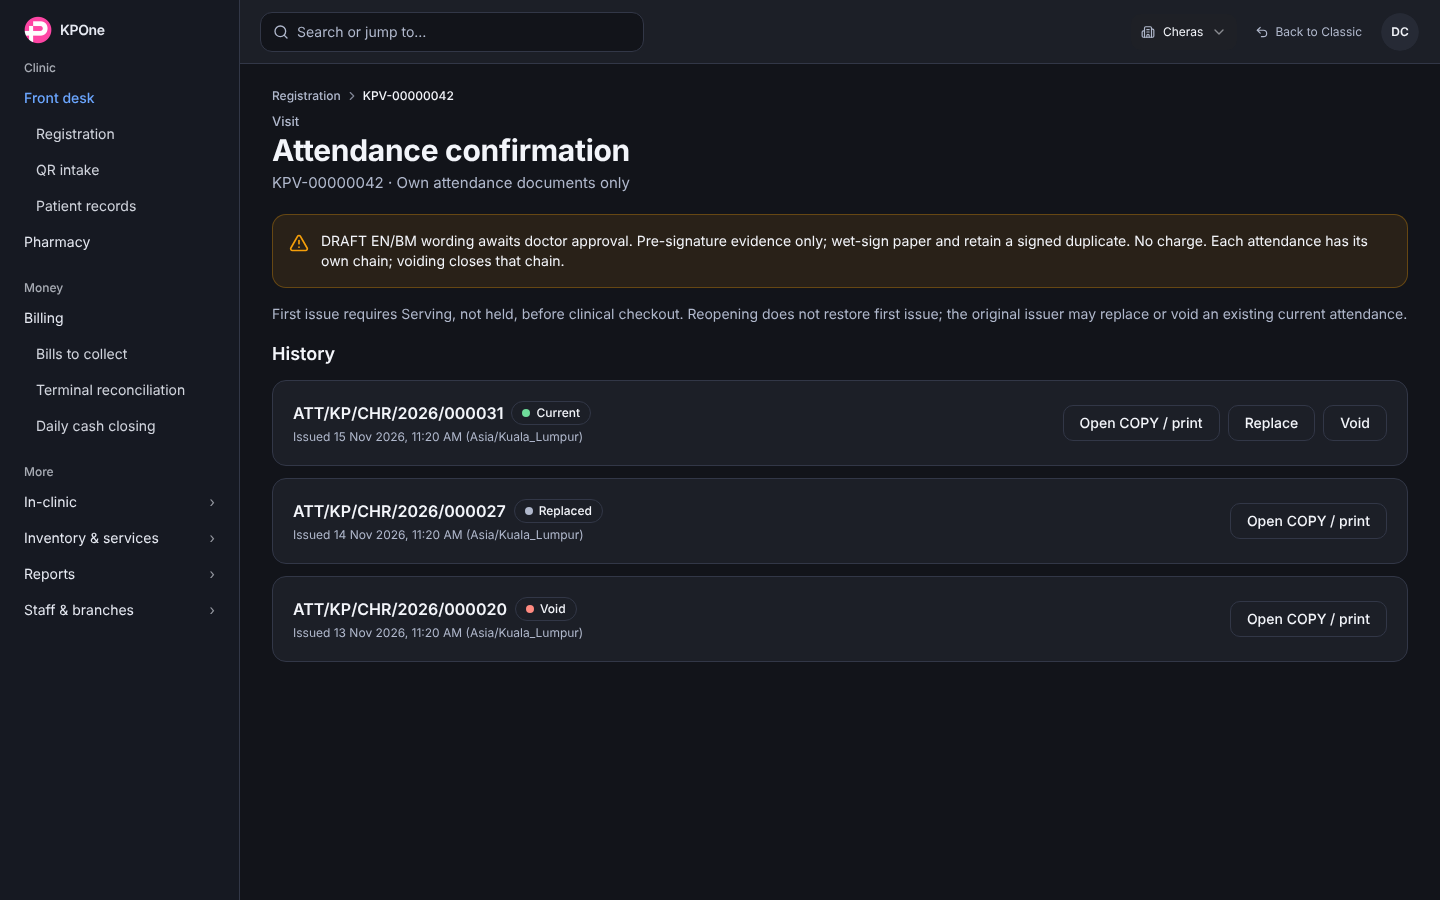 KPOne
Clinic
Front desk
Registration
QR intake
Patient records
Pharmacy
Money
Billing
Bills to collect
Terminal reconciliation
Daily cash closing
More
In-clinic
Inventory & services
Reports
Staff & branches
Search or jump to...
Cheras
Back to Classic
DC
Registration > KPV-00000042
Visit
Attendance confirmation
KPV-00000042 · Own attendance documents only
DRAFT EN/BM wording awaits doctor approval. Pre-signature evidence only; wet-sign paper and retain a signed duplicate. No charge. Each attendance has its
own chain; voiding closes that chain.
First issue requires Serving, not held, before clinical checkout. Reopening does not restore first issue; the original issuer may replace or void an existing current attendance.
History
ATT/KP/CHR/2026/000031 Current
Issued 15 Nov 2026, 11:20 AM (Asia/Kuala_Lumpur)
Open COPY / print Replace Void
ATT/KP/CHR/2026/000027 Replaced
Issued 14 Nov 2026, 11:20 AM (Asia/Kuala_Lumpur)
Open COPY / print
ATT/KP/CHR/2026/000020 Void
Issued 13 Nov 2026, 11:20 AM (Asia/Kuala_Lumpur)
Open COPY / print